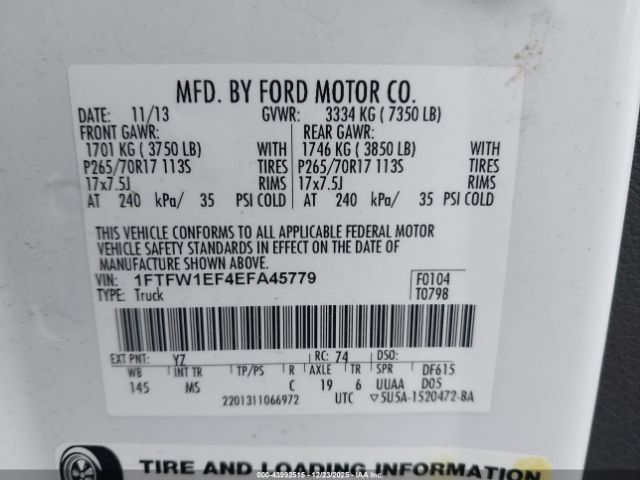 MFD. BY FORD MOTOR CO.
DATE: 11/13 GVWR: 3334 KG ( 7350 LB)
FRONT GAWR: REAR GAWR:
1701 KG ( 3750 LB) WITH 1746 KG ( 3850 LB) WITH
P265/70R17 113S TIRES P265/70R17 113S TIRES
17x7.5J RIMS 17x7.5J RIMS
AT 240 kPa/ 35 PSI COLD AT 240 kPa/ 35 PSI COLD
THIS VEHICLE CONFORMS TO ALL APPLICABLE FEDERAL MOTOR
VEHICLE SAFETY STANDARDS IN EFFECT ON THE DATE OF
MANUFACTURE SHOWN ABOVE.
VIN: 1FTFW1EF4EFA45779 F0104
TYPE: Truck T0798
EXT PNT: YZ RC: 74 DSO:
WB INT TR TP/PS R AXLE TR SPR DF615
145 MS C 19 6 UUAA D05
2201311066972 UTC ▽5U5A-1520472-BA
TIRE AND LOADING INFORMATION
000-43992516 - 12/23/2025 - IAAI.COM